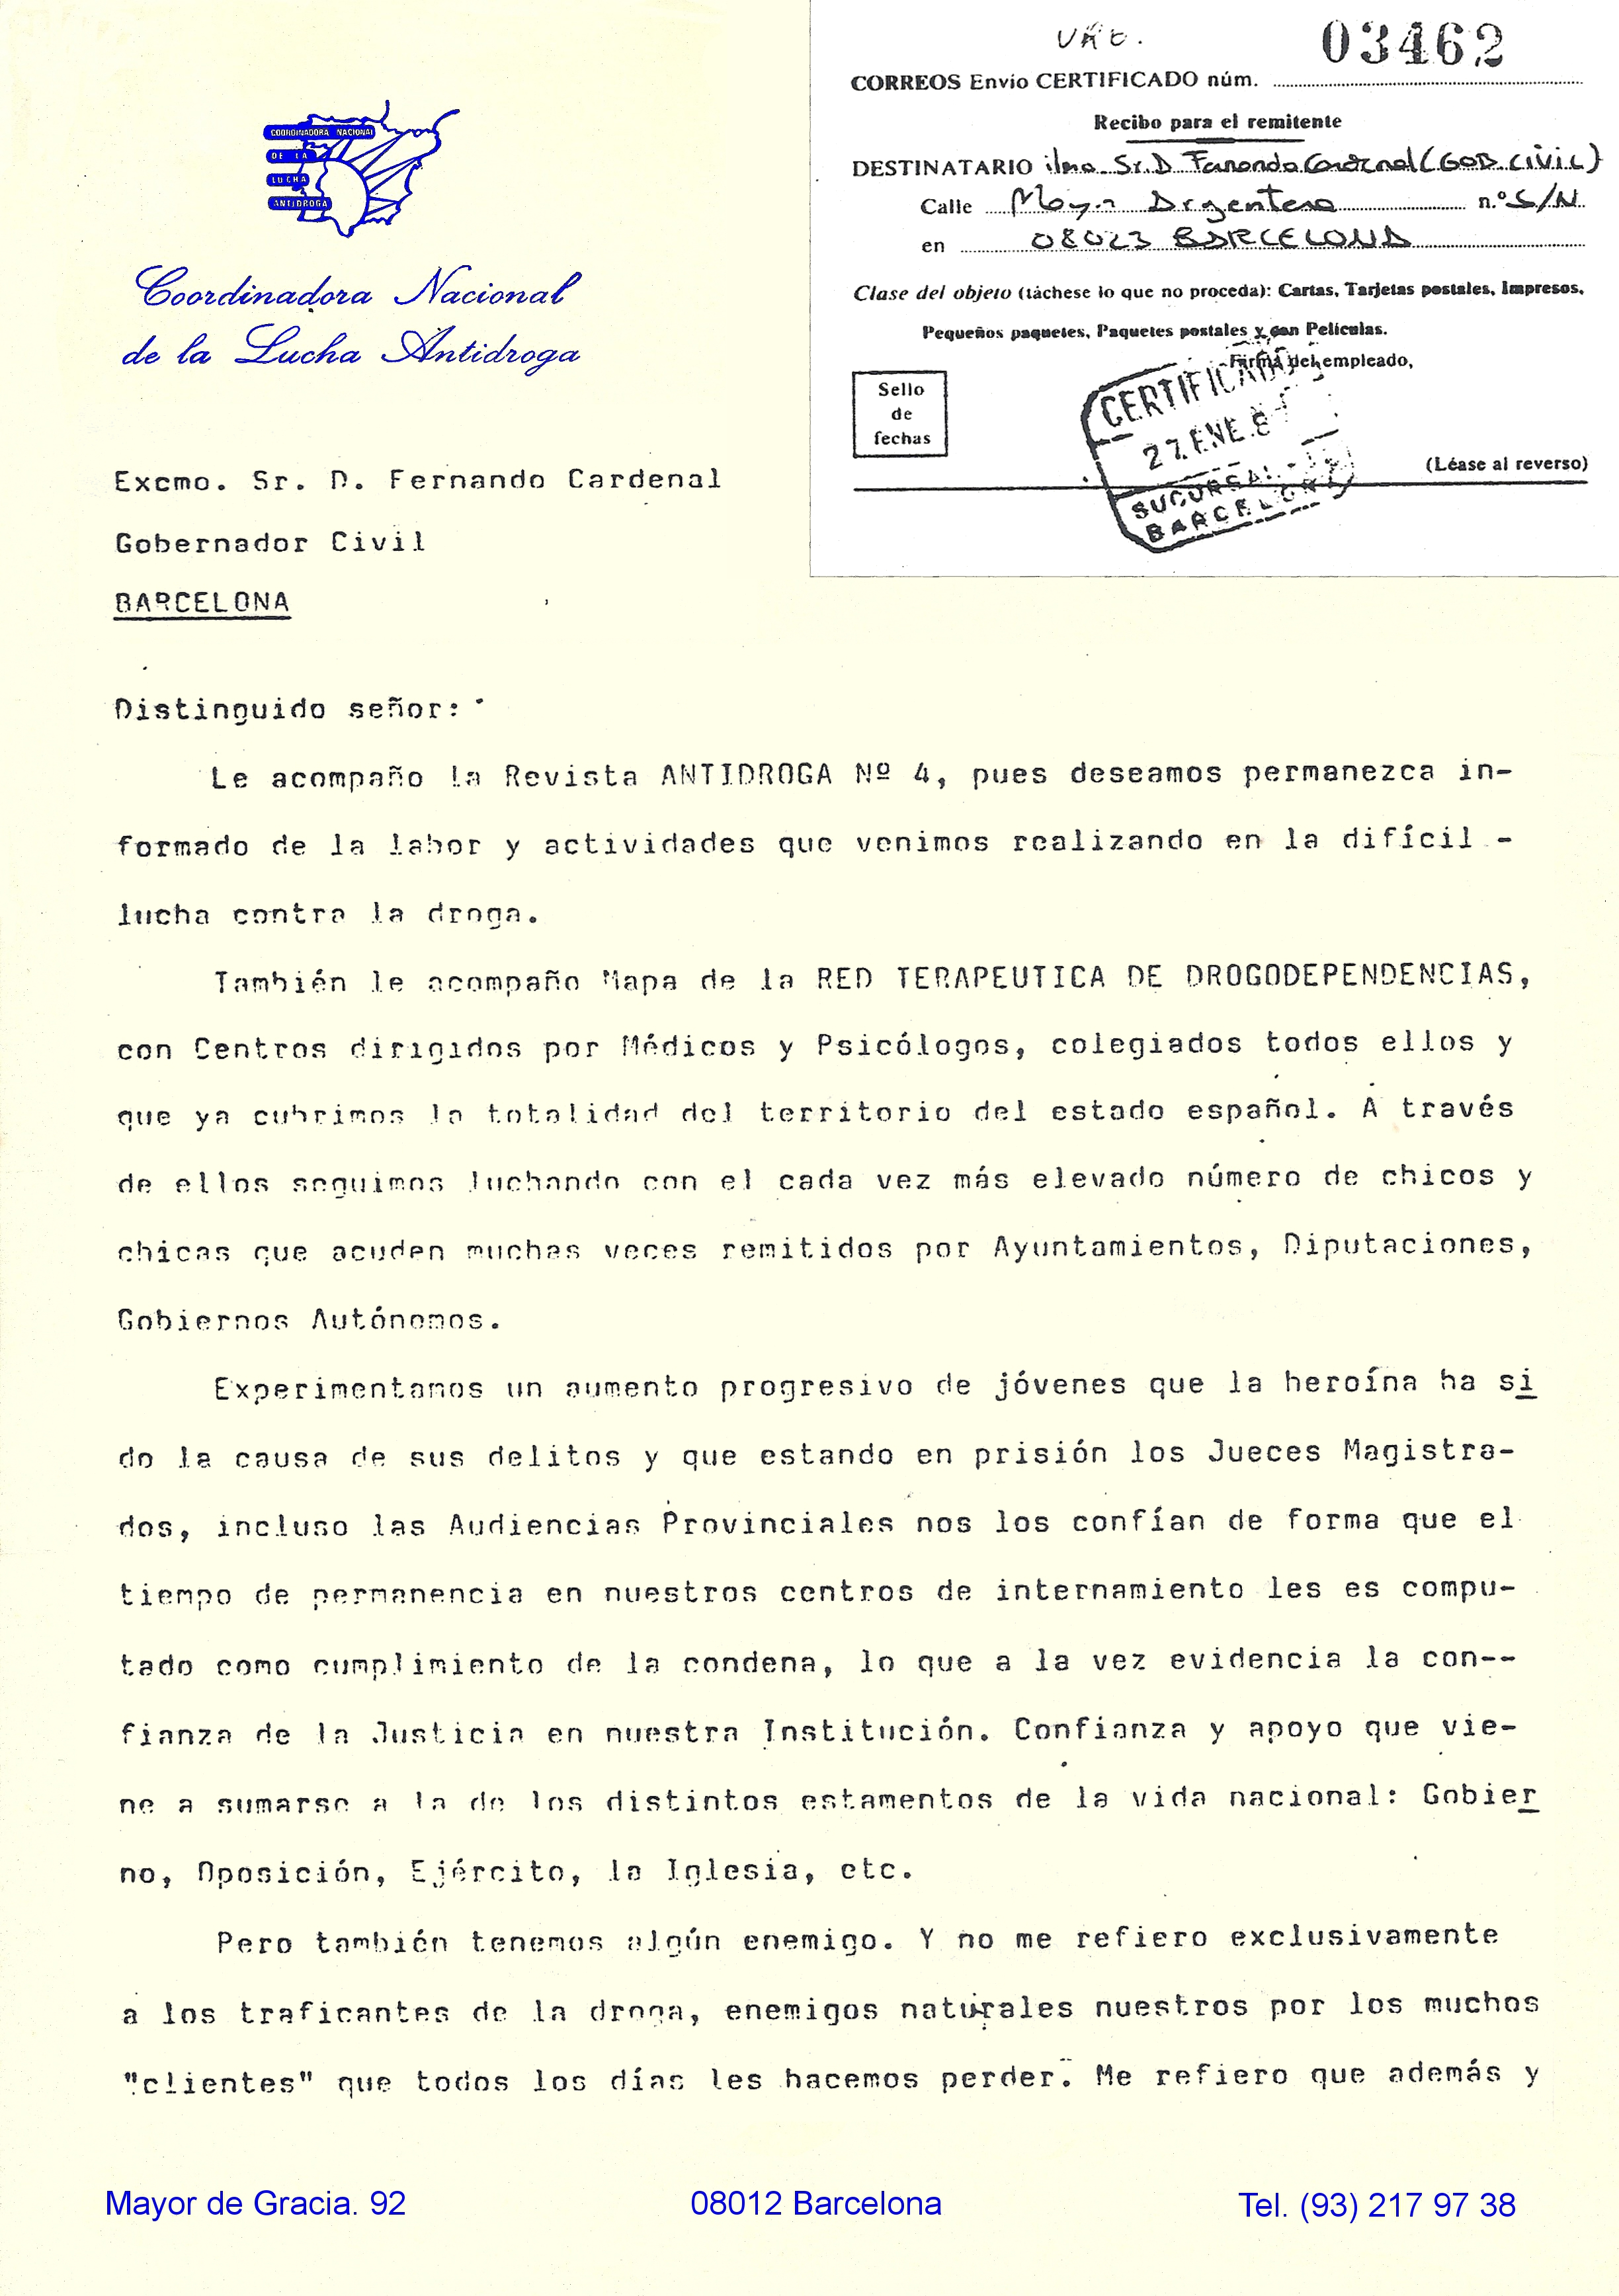 COORDINADORA NACIONAL
DE LA
LUCHA
ANTIDROGA
Coordinadora Nacional
de la Lucha Antidroga
03462
CORREOS Envío CERTIFICADO núm.
Recibo para el remitente
DESTINATARIO ilmo Sr. D Fernando Cardenal (GOB. CIVIL)
Calle Argentera n.º S/N
en 08023 BARCELONA
Clase del objeto (táchese lo que no proceda): Cartas, Tarjetas postales, Impresos,
Pequeños paquetes, Paquetes postales y con Películas.
Firma del empleado,
Sello
de
fechas
CERTIFICADO
27 ENE. 8
SUCURSAL
BARCELONA
(Léase al reverso)
Excmo. Sr. D. Fernando Cardenal
Gobernador Civil
BARCELONA
Distinguido señor:
Le acompaño la Revista ANTIDROGA Nº 4, pues deseamos permanezca in-
formado de la labor y actividades que venimos realizando en la difícil -
lucha contra la droga.
También le acompaño Mapa de la RED TERAPEUTICA DE DROGODEPENDENCIAS,
con Centros dirigidos por Médicos y Psicólogos, colegiados todos ellos y
que ya cubrimos la totalidad del territorio del estado español. A través
de ellos seguimos luchando con el cada vez más elevado número de chicos y
chicas que acuden muchas veces remitidos por Ayuntamientos, Diputaciones,
Gobiernos Autónomos.
Experimentamos un aumento progresivo de jóvenes que la heroína ha si
do la causa de sus delitos y que estando en prisión los Jueces Magistra-
dos, incluso las Audiencias Provinciales nos los confían de forma que el
tiempo de permanencia en nuestros centros de internamiento les es compu-
tado como cumplimiento de la condena, lo que a la vez evidencia la con--
fianza de la Justicia en nuestra Institución. Confianza y apoyo que vie-
ne a sumarse a la de los distintos estamentos de la vida nacional: Gobier
no, Oposición, Ejército, la Iglesia, etc.
Pero también tenemos algún enemigo. Y no me refiero exclusivamente
a los traficantes de la droga, enemigos naturales nuestros por los muchos
"clientes" que todos los días les hacemos perder. Me refiero que además y
Mayor de Gracia. 92 08012 Barcelona Tel. (93) 217 97 38